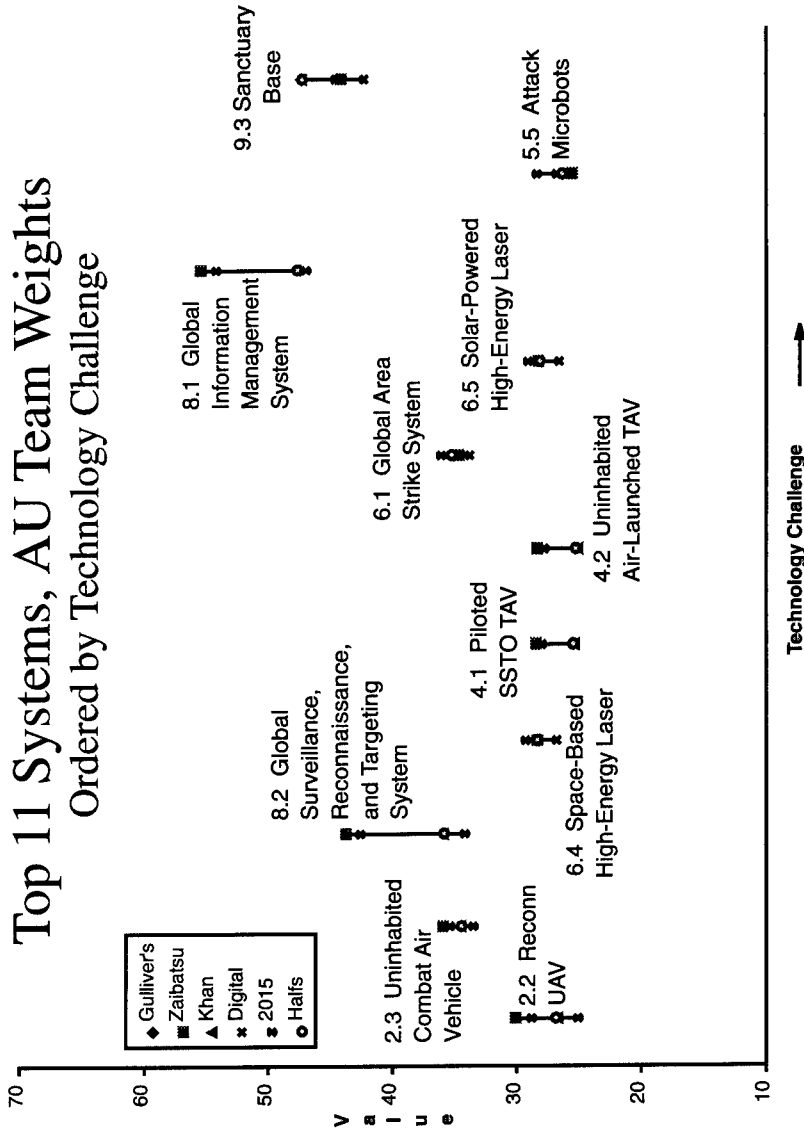 Top 11 Systems, AU Team Weights
Ordered by Technology Challenge
70
60
50
40
30
20
10
V
a
l
u
e
Gulliver's
Zaibatsu
Khan
Digital
2015
Halfs
2.2 Reconn
UAV
2.3 Uninhabited
Combat Air
Vehicle
8.2 Global
Surveillance,
Reconnaissance,
and Targeting
System
6.4 Space-Based
High-Energy Laser
4.1 Piloted
SSTO TAV
4.2 Uninhabited
Air-Launched TAV
6.1 Global Area
Strike System
6.5 Solar-Powered
High-Energy Laser
8.1 Global
Information
Management
System
5.5 Attack
Microbots
9.3 Sanctuary
Base
Technology Challenge